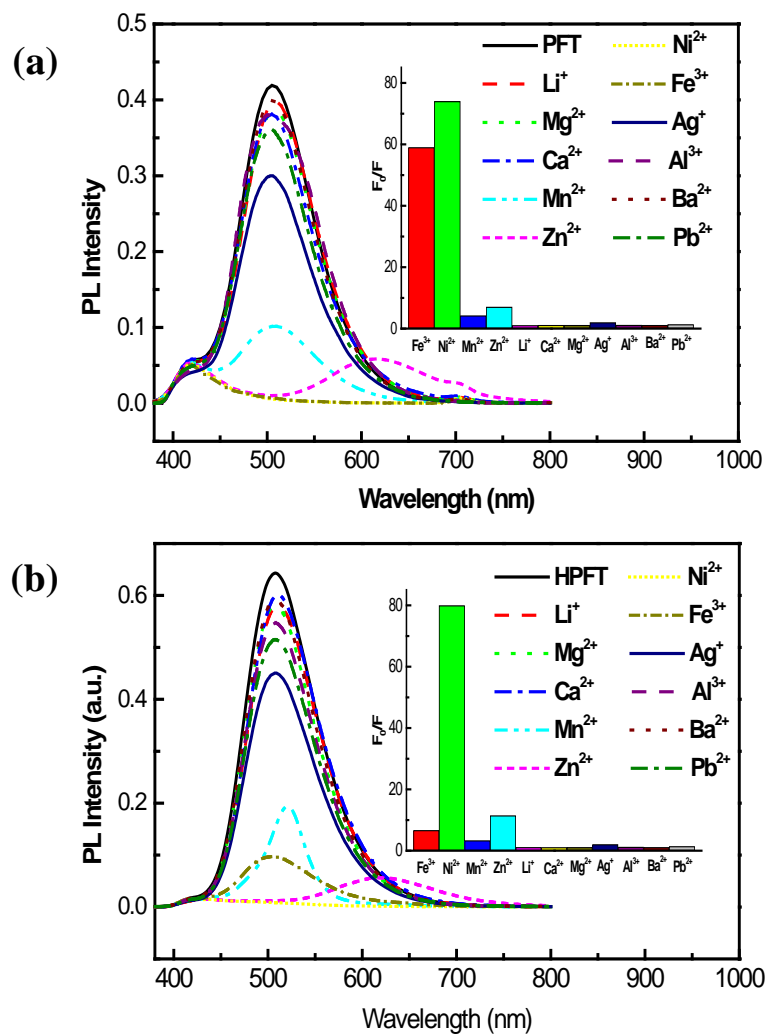 (a)
PL Intensity
0.5
0.4
0.3
0.2
0.1
0.0
400 500 600 700 800 900 1000
Wavelength (nm)
PFT
Li⁺
Mg²⁺
Ca²⁺
Mn²⁺
Zn²⁺
Ni²⁺
Fe³⁺
Ag⁺
Al³⁺
Ba²⁺
Pb²⁺
F₀/F
80
60
40
20
0
Fe³⁺ Ni²⁺ Mn²⁺ Zn²⁺ Li⁺ Ca²⁺ Mg²⁺ Ag⁺ Al³⁺ Ba²⁺ Pb²⁺
(b)
PL Intensity (a.u.)
0.6
0.4
0.2
0.0
400 500 600 700 800 900 1000
Wavelength (nm)
HPFT
Li⁺
Mg²⁺
Ca²⁺
Mn²⁺
Zn²⁺
Ni²⁺
Fe³⁺
Ag⁺
Al³⁺
Ba²⁺
Pb²⁺
F₀/F
80
60
40
20
0
Fe³⁺ Ni²⁺ Mn²⁺ Zn²⁺ Li⁺ Ca²⁺ Mg²⁺ Ag⁺ Al³⁺ Ba²⁺ Pb²⁺